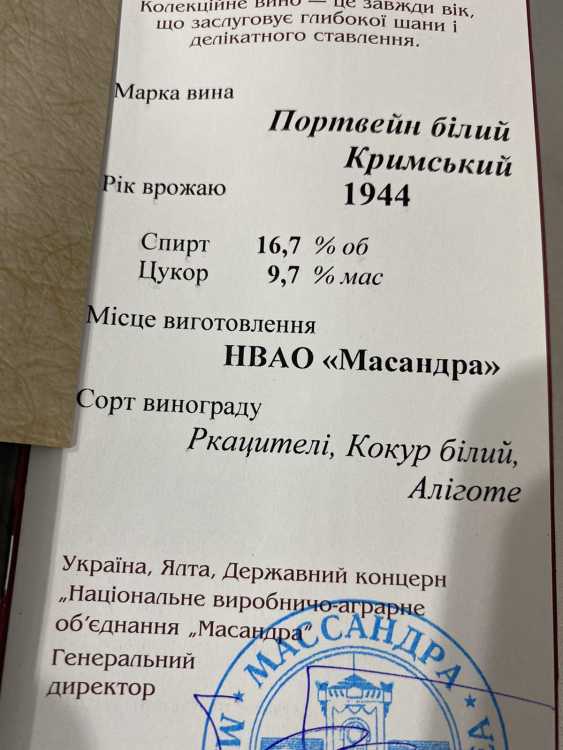 Колекційне вино — це завжди вік,
що заслуговує глибокої шани і
делікатного ставлення.
Марка вина
Портвейн білий
Кримський
Рік врожаю 1944
Спирт 16,7 % об
Цукор 9,7 % мас
Місце виготовлення
НВАО «Масандра»
Сорт винограду
Ркацителі, Кокур білий,
Аліготе
Україна, Ялта, Державний концерн
„Національне виробничо-аграрне
об’єднання „Масандра”
Генеральний
директор
МАССАНДРА